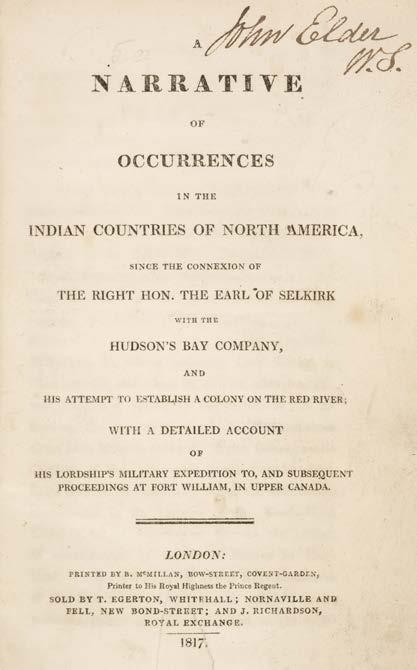 A
John Elder
W.S.
NARRATIVE
OF
OCCURRENCES
IN THE
INDIAN COUNTRIES OF NORTH AMERICA,
SINCE THE CONNEXION OF
THE RIGHT HON. THE EARL OF SELKIRK
WITH THE
HUDSON'S BAY COMPANY,
AND
HIS ATTEMPT TO ESTABLISH A COLONY ON THE RED RIVER;
WITH A DETAILED ACCOUNT
OF
HIS LORDSHIP'S MILITARY EXPEDITION TO, AND SUBSEQUENT
PROCEEDINGS AT FORT WILLIAM, IN UPPER CANADA.
LONDON:
PRINTED BY B. McMILLAN, BOW-STREET, COVENT-GARDEN,
Printer to His Royal Highness the Prince Regent.
SOLD BY T. EGERTON, WHITEHALL; NORNAVILLE AND
FELL, NEW BOND-STREET; AND J. RICHARDSON,
ROYAL EXCHANGE.
1817.